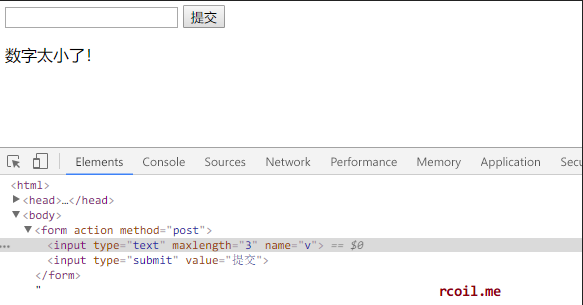 提交
数字太小了!
Elements Console Sources Network Performance Memory Application Secu
<html>
<head>…</head>
<body>
<form action method="post">
<input type="text" maxlength="3" name="v"> == $0
<input type="submit" value="提交">
</form>
"
rcoil.me